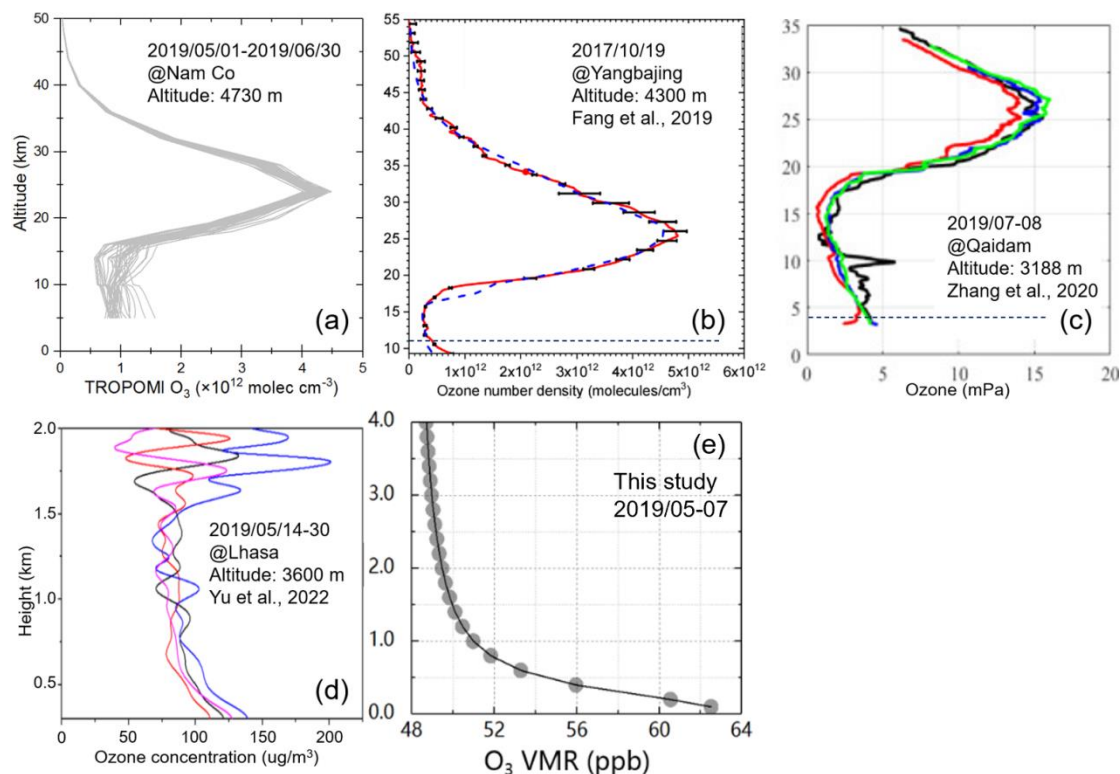 50
40
30
20
10
0
Altitude (km)
2019/05/01-2019/06/30
@Nam Co
Altitude: 4730 m
(a)
0 1 2 3 4 5
TROPOMI O₃ (×10¹² molec cm⁻³)
55
50
45
40
35
30
25
20
15
10
2017/10/19
@Yangbajing
Altitude: 4300 m
Fang et al., 2019
(b)
0 1x10¹² 2x10¹² 3x10¹² 4x10¹² 5x10¹² 6x10¹²
Ozone number density (molecules/cm³)
35
30
25
20
15
10
5
0
2019/07-08
@Qaidam
Altitude: 3188 m
Zhang et al., 2020
(c)
0 5 10 15 20
Ozone (mPa)
2.0
1.5
1.0
0.5
Height (km)
2019/05/14-30
@Lhasa
Altitude: 3600 m
Yu et al., 2022
(d)
0 50 100 150 200
Ozone concentration (ug/m³)
4.0
3.0
2.0
1.0
0.0
(e)
This study
2019/05-07
48 52 56 60 64
O₃ VMR (ppb)